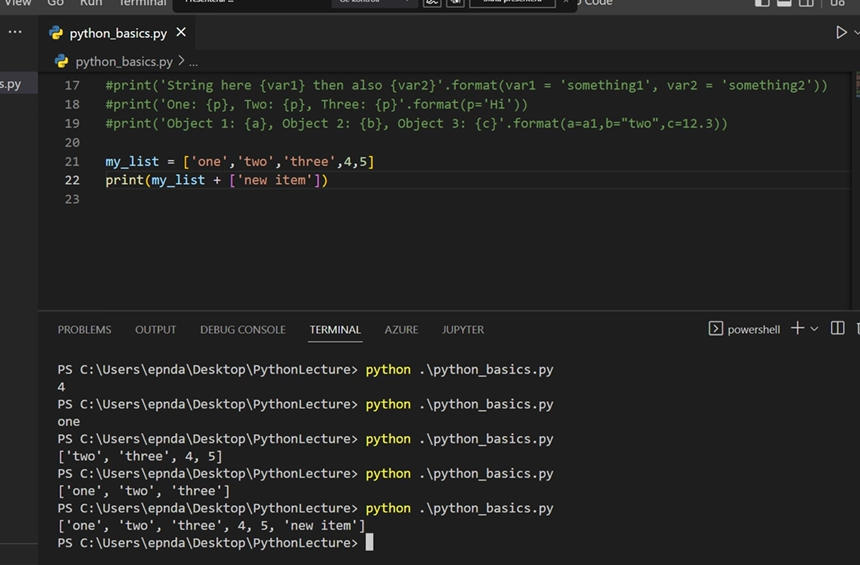 View Go Run Terminal Code
python_basics.py
s.py
python_basics.py > ...
17 #print('String here {var1} then also {var2}'.format(var1 = 'something1', var2 = 'something2'))
18 #print('One: {p}, Two: {p}, Three: {p}'.format(p='Hi'))
19 #print('Object 1: {a}, Object 2: {b}, Object 3: {c}'.format(a=a1,b="two",c=12.3))
20
21 my_list = ['one','two','three',4,5]
22 print(my_list + ['new item'])
23
PROBLEMS OUTPUT DEBUG CONSOLE TERMINAL AZURE JUPYTER powershell
PS C:\Users\epnda\Desktop\PythonLecture> python .\python_basics.py
4
PS C:\Users\epnda\Desktop\PythonLecture> python .\python_basics.py
one
PS C:\Users\epnda\Desktop\PythonLecture> python .\python_basics.py
['two', 'three', 4, 5]
PS C:\Users\epnda\Desktop\PythonLecture> python .\python_basics.py
['one', 'two', 'three']
PS C:\Users\epnda\Desktop\PythonLecture> python .\python_basics.py
['one', 'two', 'three', 4, 5, 'new item']
PS C:\Users\epnda\Desktop\PythonLecture>